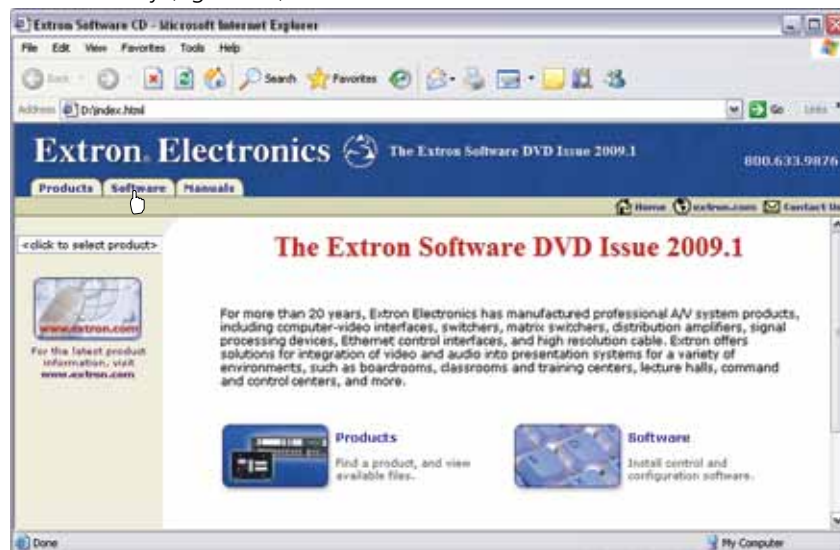 Extron Software CD - Microsoft Internet Explorer
File Edit View Favorites Tools Help
Back Search Favorites
Address D:\index.html Go Links
Extron Electronics The Extron Software DVD Issue 2009.1
800.633.9876
Products Software Manuals
Home extron.com Contact Us
<click to select product>
The Extron Software DVD Issue 2009.1
www.extron.com
For the latest product
information, visit
www.extron.com
For more than 20 years, Extron Electronics has manufactured professional A/V system products,
including computer-video interfaces, switchers, matrix switchers, distribution amplifiers, signal
processing devices, Ethernet control interfaces, and high resolution cable. Extron offers
solutions for integration of video and audio into presentation systems for a variety of
environments, such as boardrooms, classrooms and training centers, lecture halls, command
and control centers, and more.
Products
Find a product, and view
available files.
Software
Install control and
configuration software.
Done My Computer